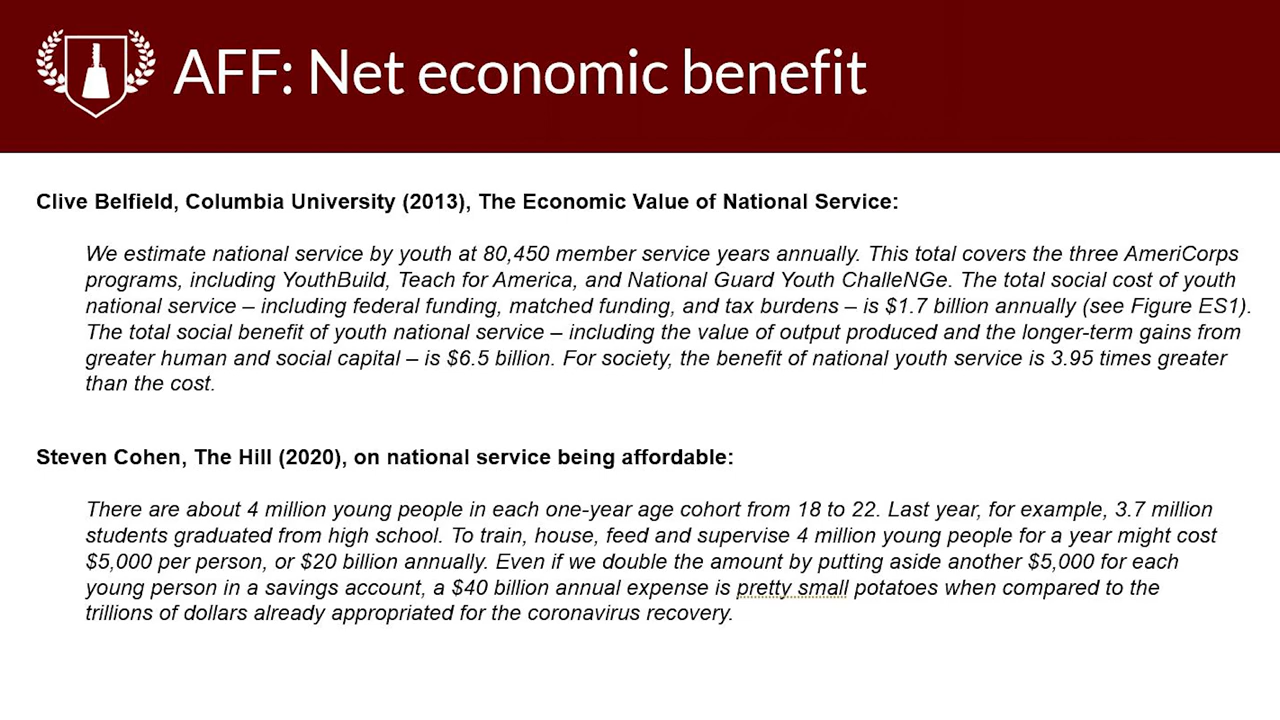 AFF: Net economic benefit
Clive Belfield, Columbia University (2013), The Economic Value of National Service:
We estimate national service by youth at 80,450 member service years annually. This total covers the three AmeriCorps
programs, including YouthBuild, Teach for America, and National Guard Youth ChalleNGe. The total social cost of youth
national service – including federal funding, matched funding, and tax burdens – is $1.7 billion annually (see Figure ES1).
The total social benefit of youth national service – including the value of output produced and the longer-term gains from
greater human and social capital – is $6.5 billion. For society, the benefit of national youth service is 3.95 times greater
than the cost.
Steven Cohen, The Hill (2020), on national service being affordable:
There are about 4 million young people in each one-year age cohort from 18 to 22. Last year, for example, 3.7 million
students graduated from high school. To train, house, feed and supervise 4 million young people for a year might cost
$5,000 per person, or $20 billion annually. Even if we double the amount by putting aside another $5,000 for each
young person in a savings account, a $40 billion annual expense is pretty small potatoes when compared to the
trillions of dollars already appropriated for the coronavirus recovery.